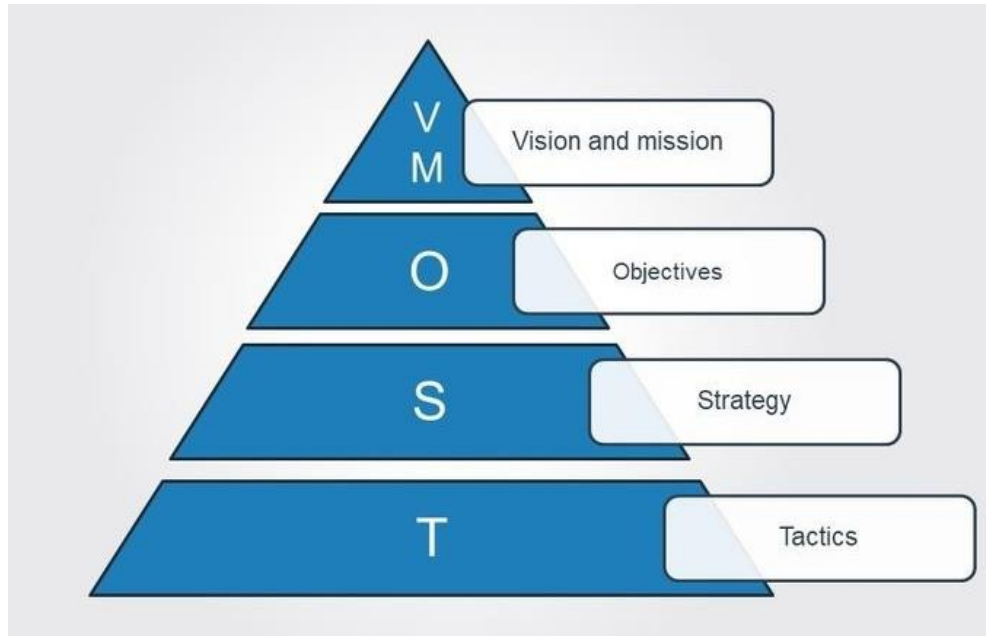 V
M
Vision and mission
O
Objectives
S
Strategy
T
Tactics